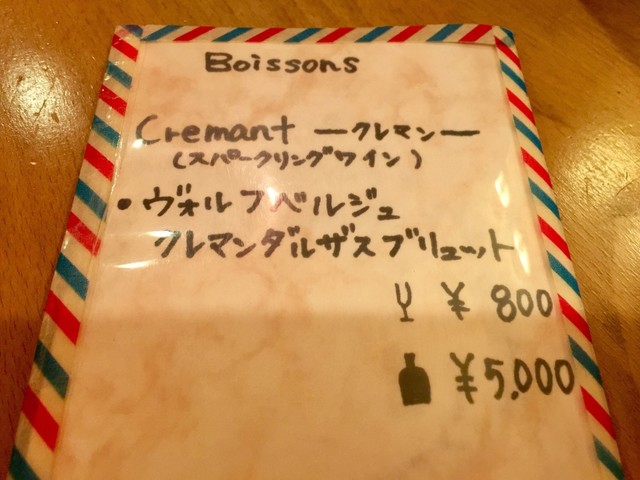 Boissons
Cremant ークレマンー
(スパークリングワイン)
・ヴォルフベルジュ
クレマンダルザスブリュット
¥ 800
¥5,000